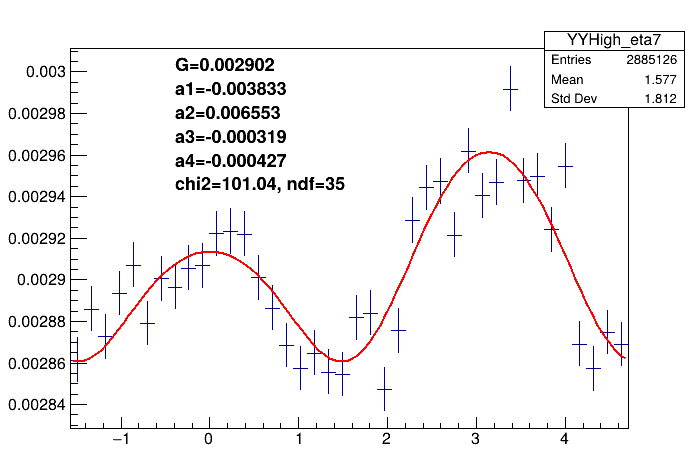 YYHigh_eta7
Entries 2885126
Mean 1.577
Std Dev 1.812
G=0.002902
a1=-0.003833
a2=0.006553
a3=-0.000319
a4=-0.000427
chi2=101.04, ndf=35
0.003
0.00298
0.00296
0.00294
0.00292
0.0029
0.00288
0.00286
0.00284
−1 0 1 2 3 4